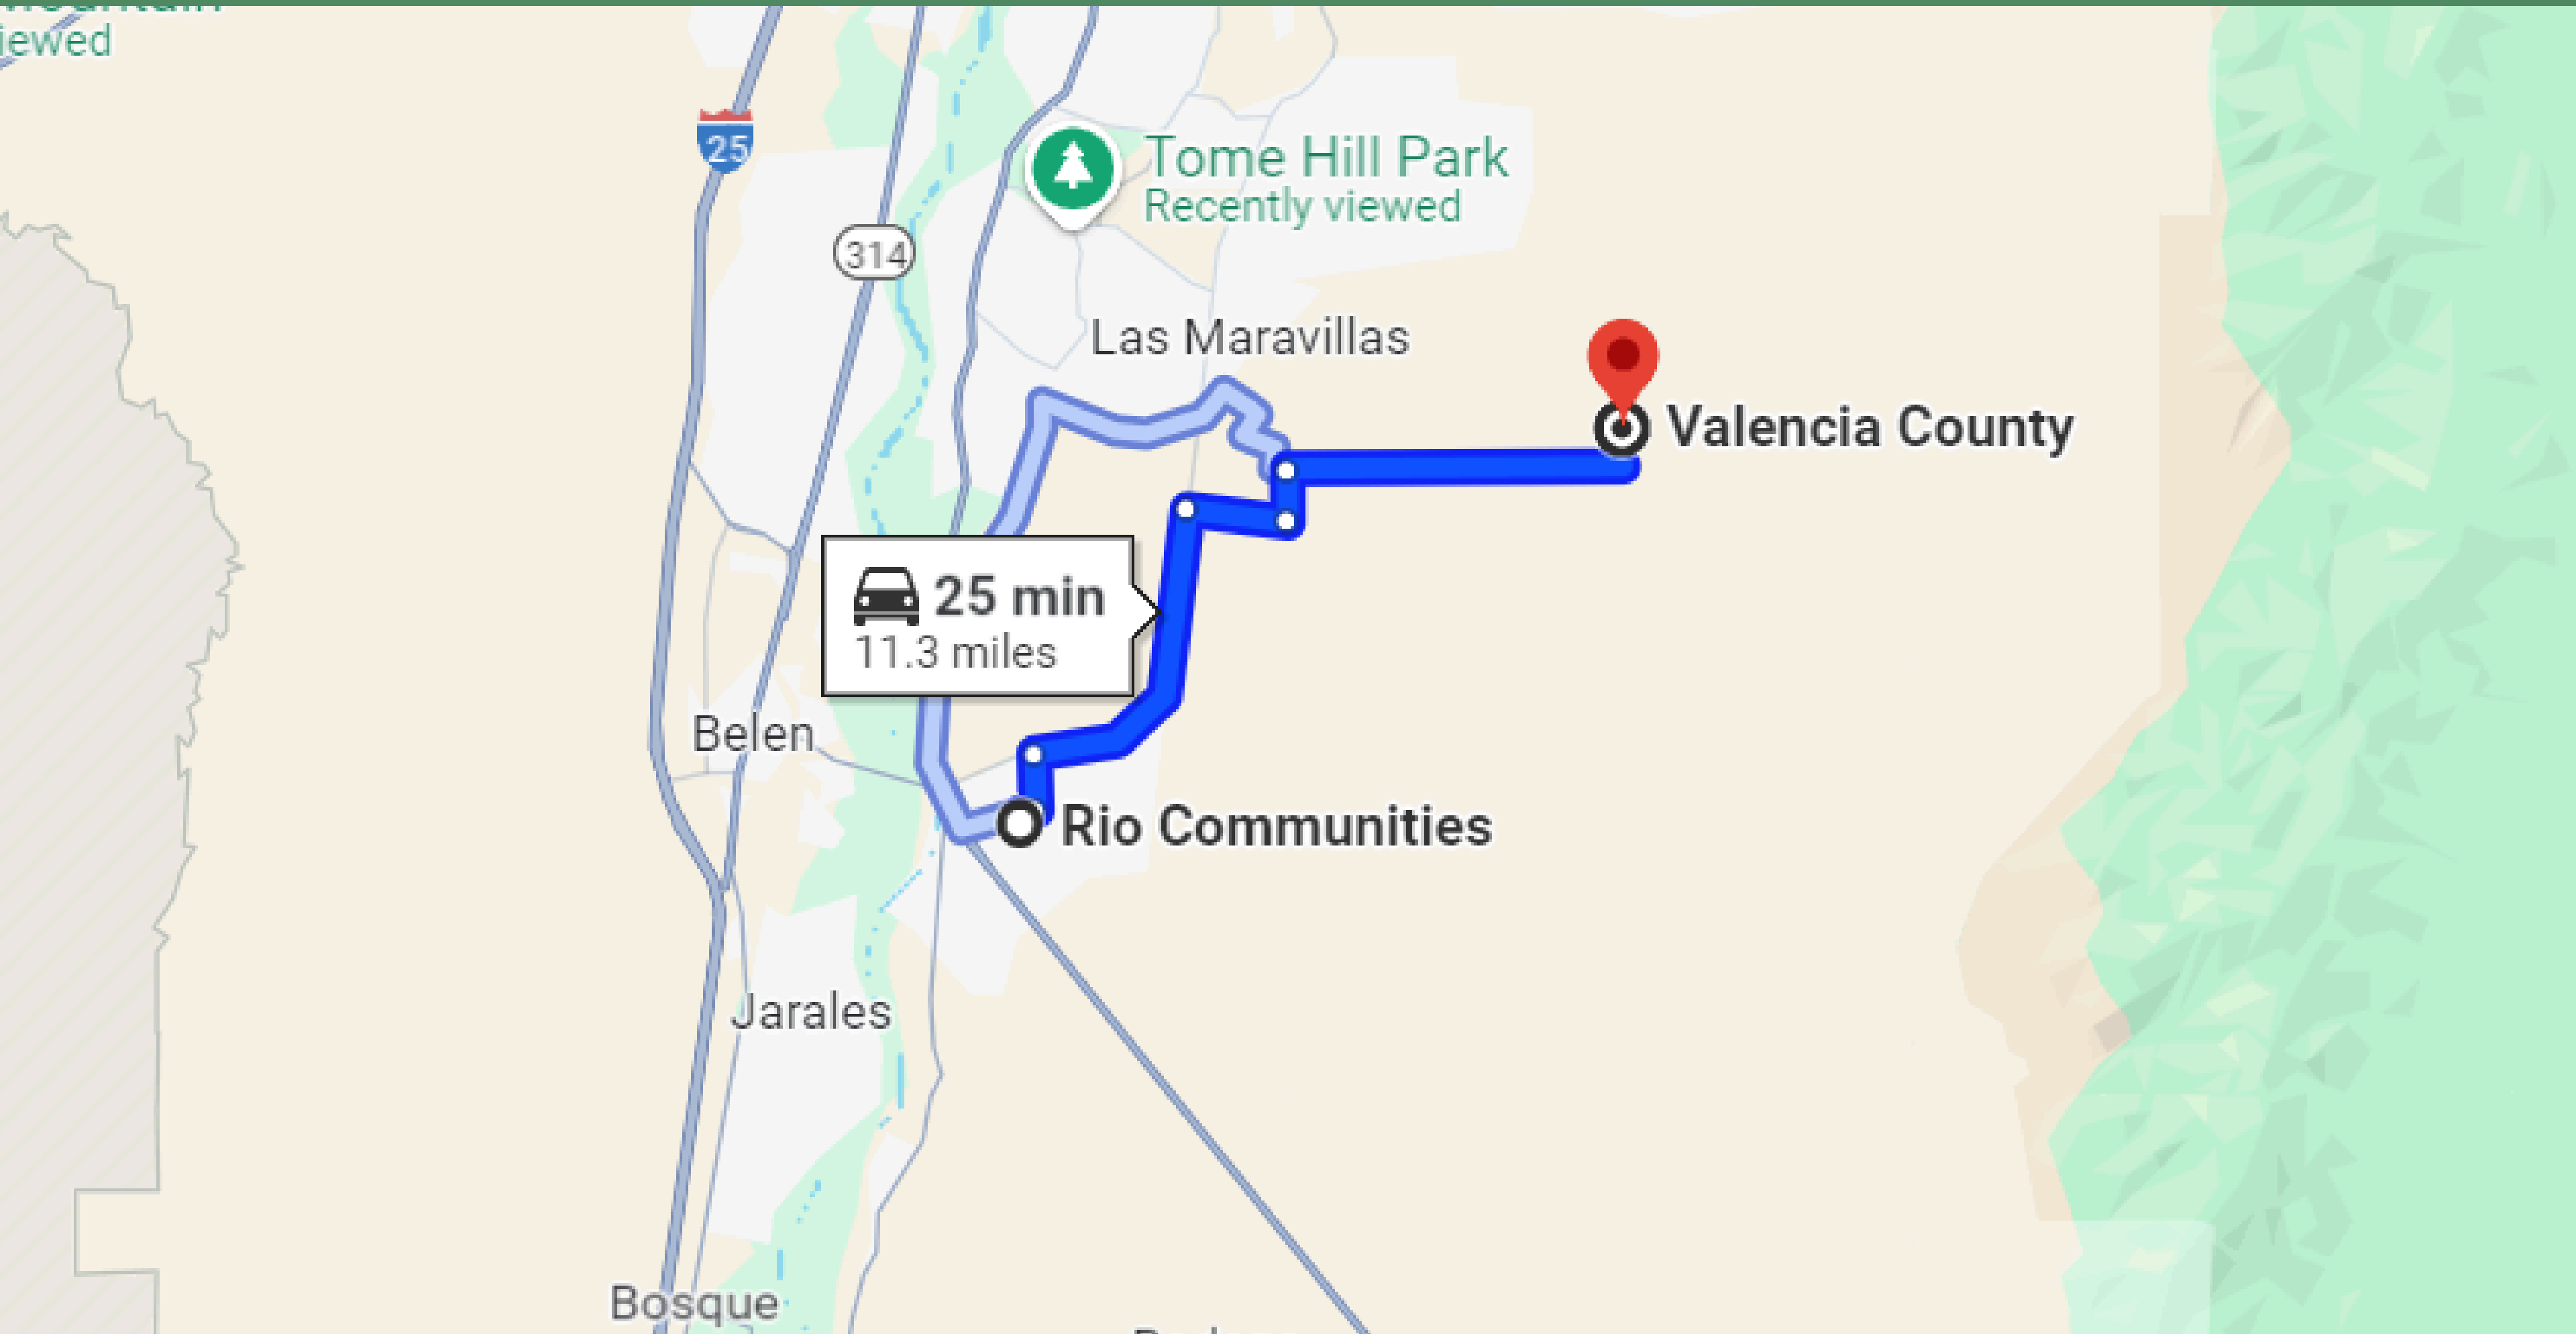 iewed
25
Tome Hill Park
Recently viewed
314
Las Maravillas
Valencia County
25 min
11.3 miles
Belen
Rio Communities
Jarales
Bosque